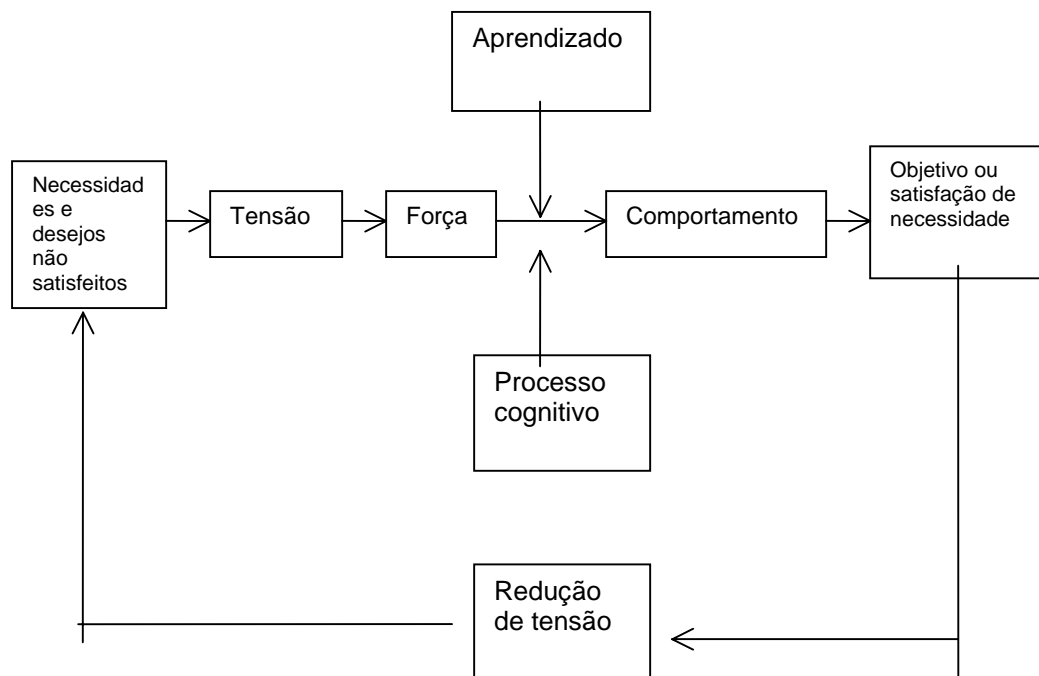 Aprendizado
Necessidad
es e
desejos
não
satisfeitos
Tensão
Força
Comportamento
Objetivo ou
satisfação de
necessidade
Processo
cognitivo
Redução
de tensão